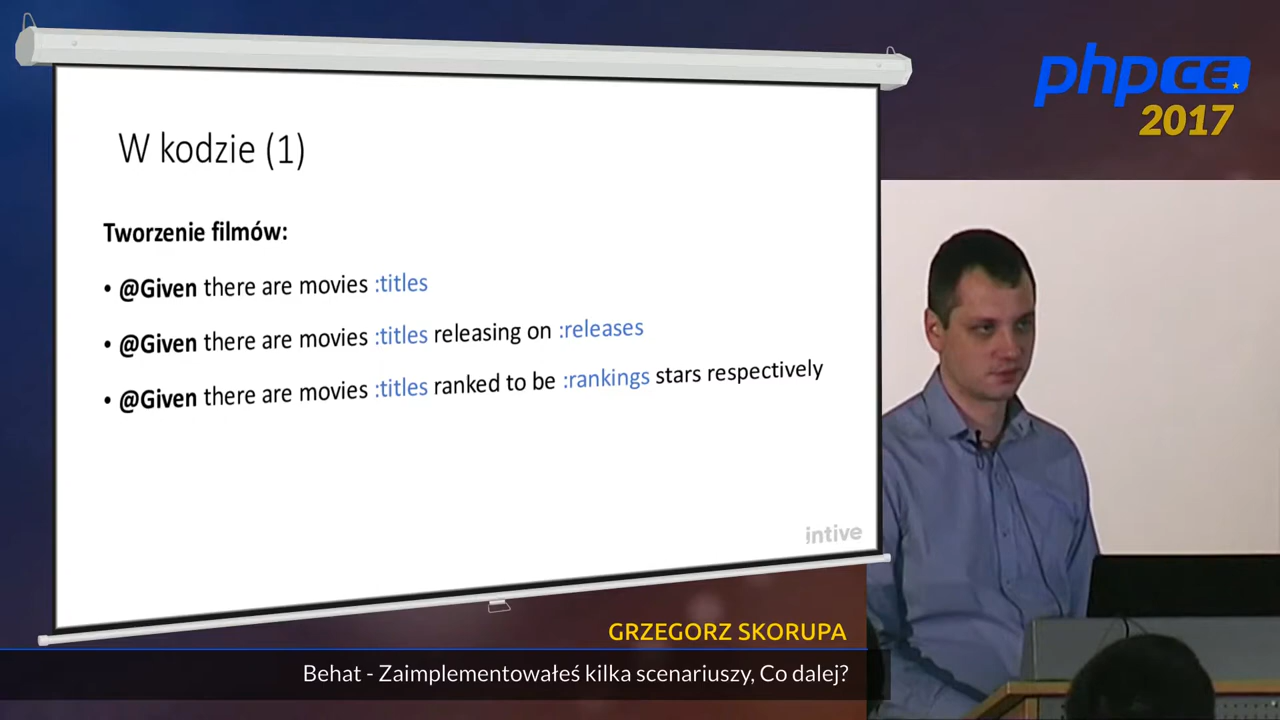 phpCE
2017
W kodzie (1)
Tworzenie filmów:
• @Given there are movies :titles
• @Given there are movies :titles releasing on :releases
• @Given there are movies :titles ranked to be :rankings stars respectively
intive
GRZEGORZ SKORUPA
Behat - Zaimplementowałeś kilka scenariuszy, Co dalej?